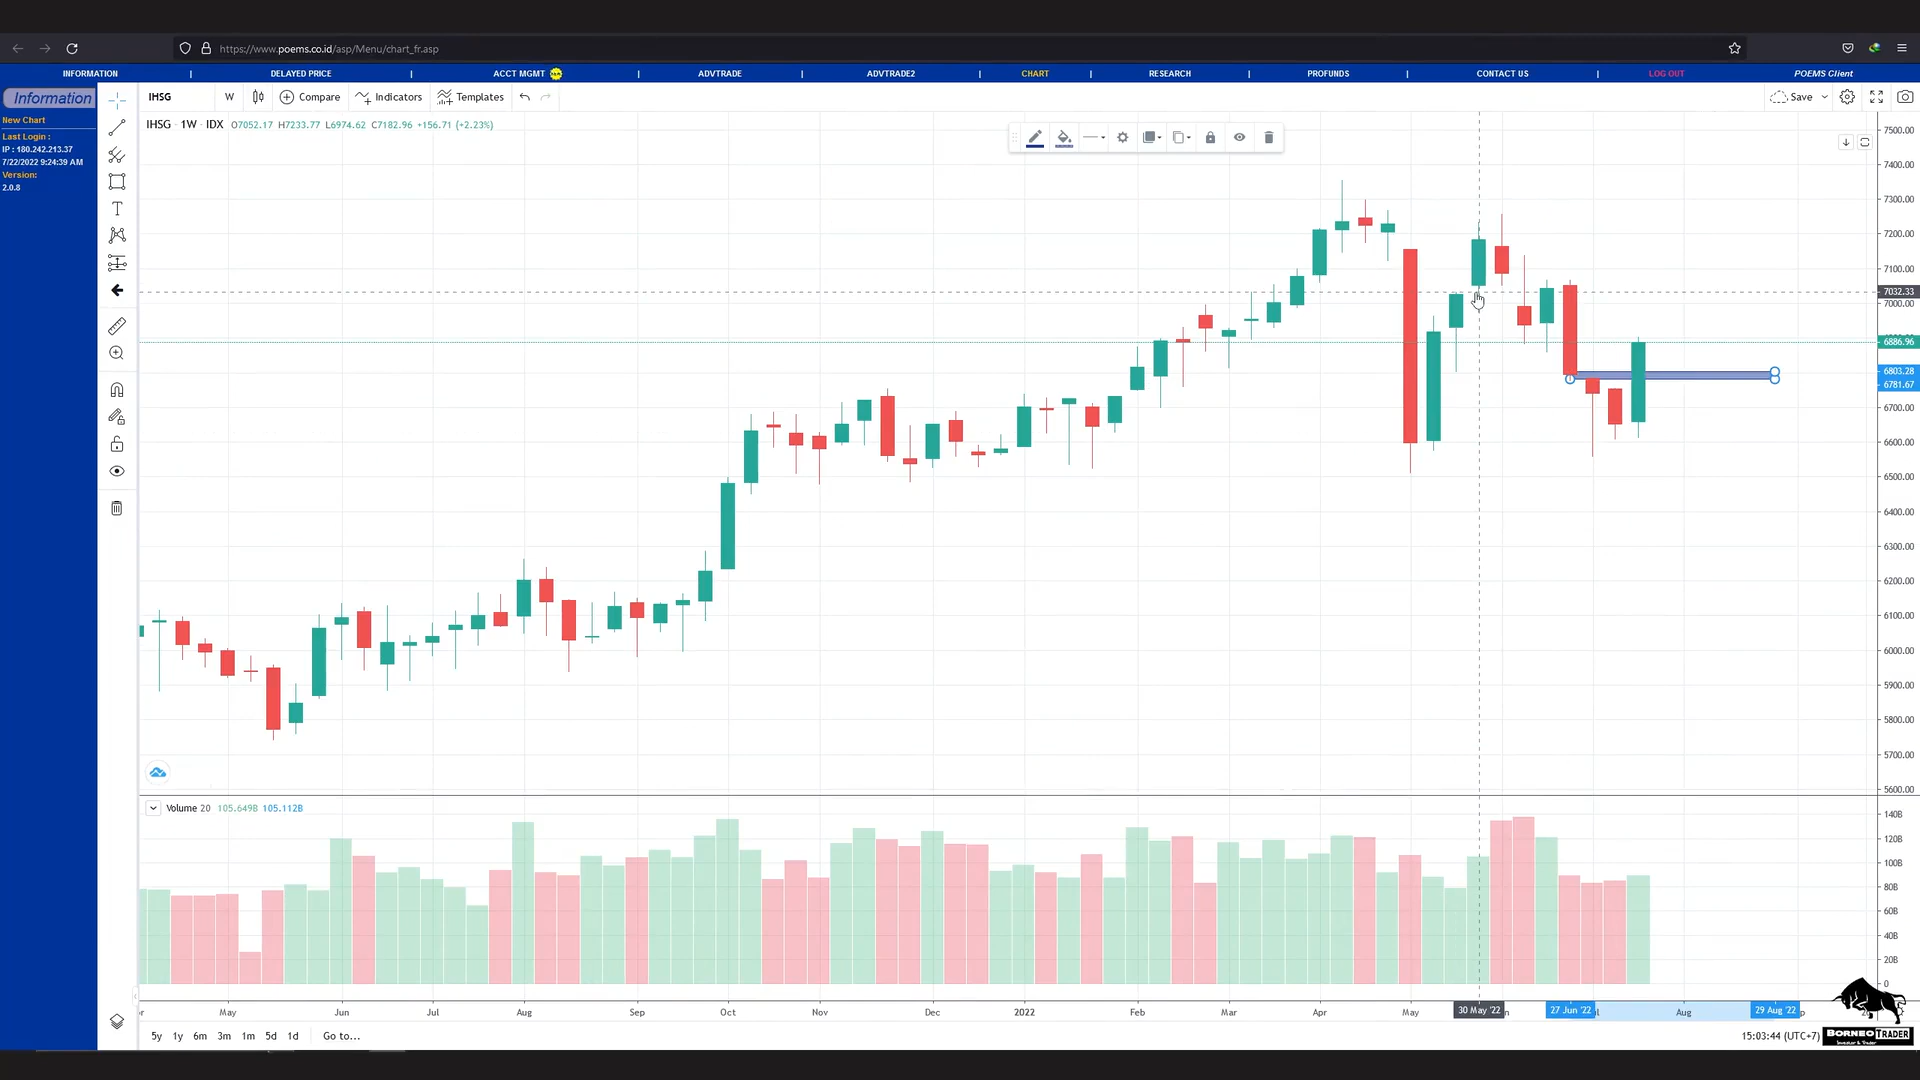 https://www.poems.co.id/asp/Menu/chart_fr.asp
INFORMATION | DELAYED PRICE | ACCT MGMT | ADVTRADE | ADVTRADE2 | CHART | RESEARCH | PROFUNDS | CONTACT US | LOG OUT POEMS Client
Information
New Chart
Last Login :
IP : 180.242.213.37
7/22/2022 9:24:39 AM
Version:
2.0.8
IHSG W Compare Indicators Templates Save
IHSG 1W IDX O7052.17 H7233.77 L6974.62 C7182.96 +156.71 (+2.23%)
7500.00
7400.00
7300.00
7200.00
7100.00
7032.33
7000.00
6886.96
6803.28
6781.67
6700.00
6600.00
6500.00
6400.00
6300.00
6200.00
6100.00
6000.00
5900.00
5800.00
5700.00
5600.00
Volume 20 105.649B 105.112B
140B
120B
100B
80B
60B
40B
20B
0
May Jun Jul Aug Sep Oct Nov Dec 2022 Feb Mar Apr May 30 May '22 27 Jun '22 Aug 29 Aug '22
5y 1y 6m 3m 1m 5d 1d Go to...
15:03:44 (UTC+7)
BORNEO TRADER
Investor & Trader